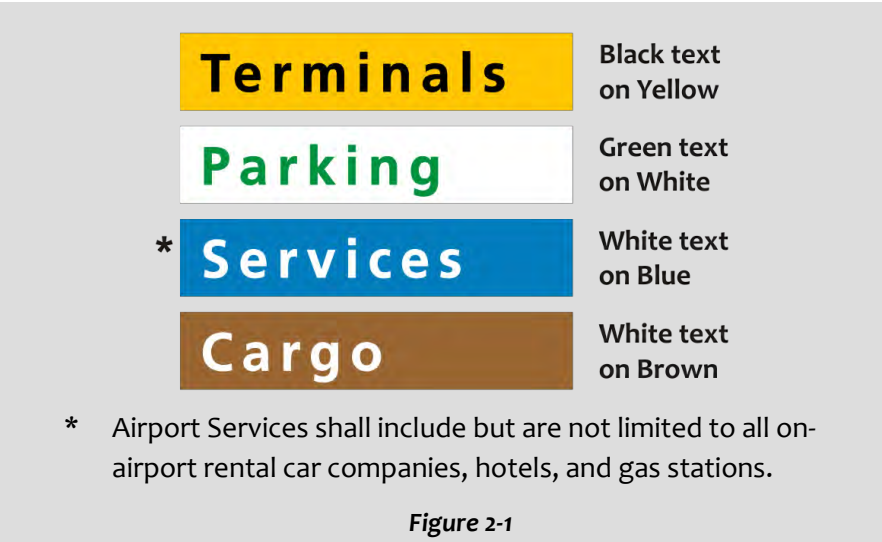 Terminals
Black text
on Yellow
Parking
Green text
on White
* Services
White text
on Blue
Cargo
White text
on Brown
* Airport Services shall include but are not limited to all on-
airport rental car companies, hotels, and gas stations.
Figure 2-1